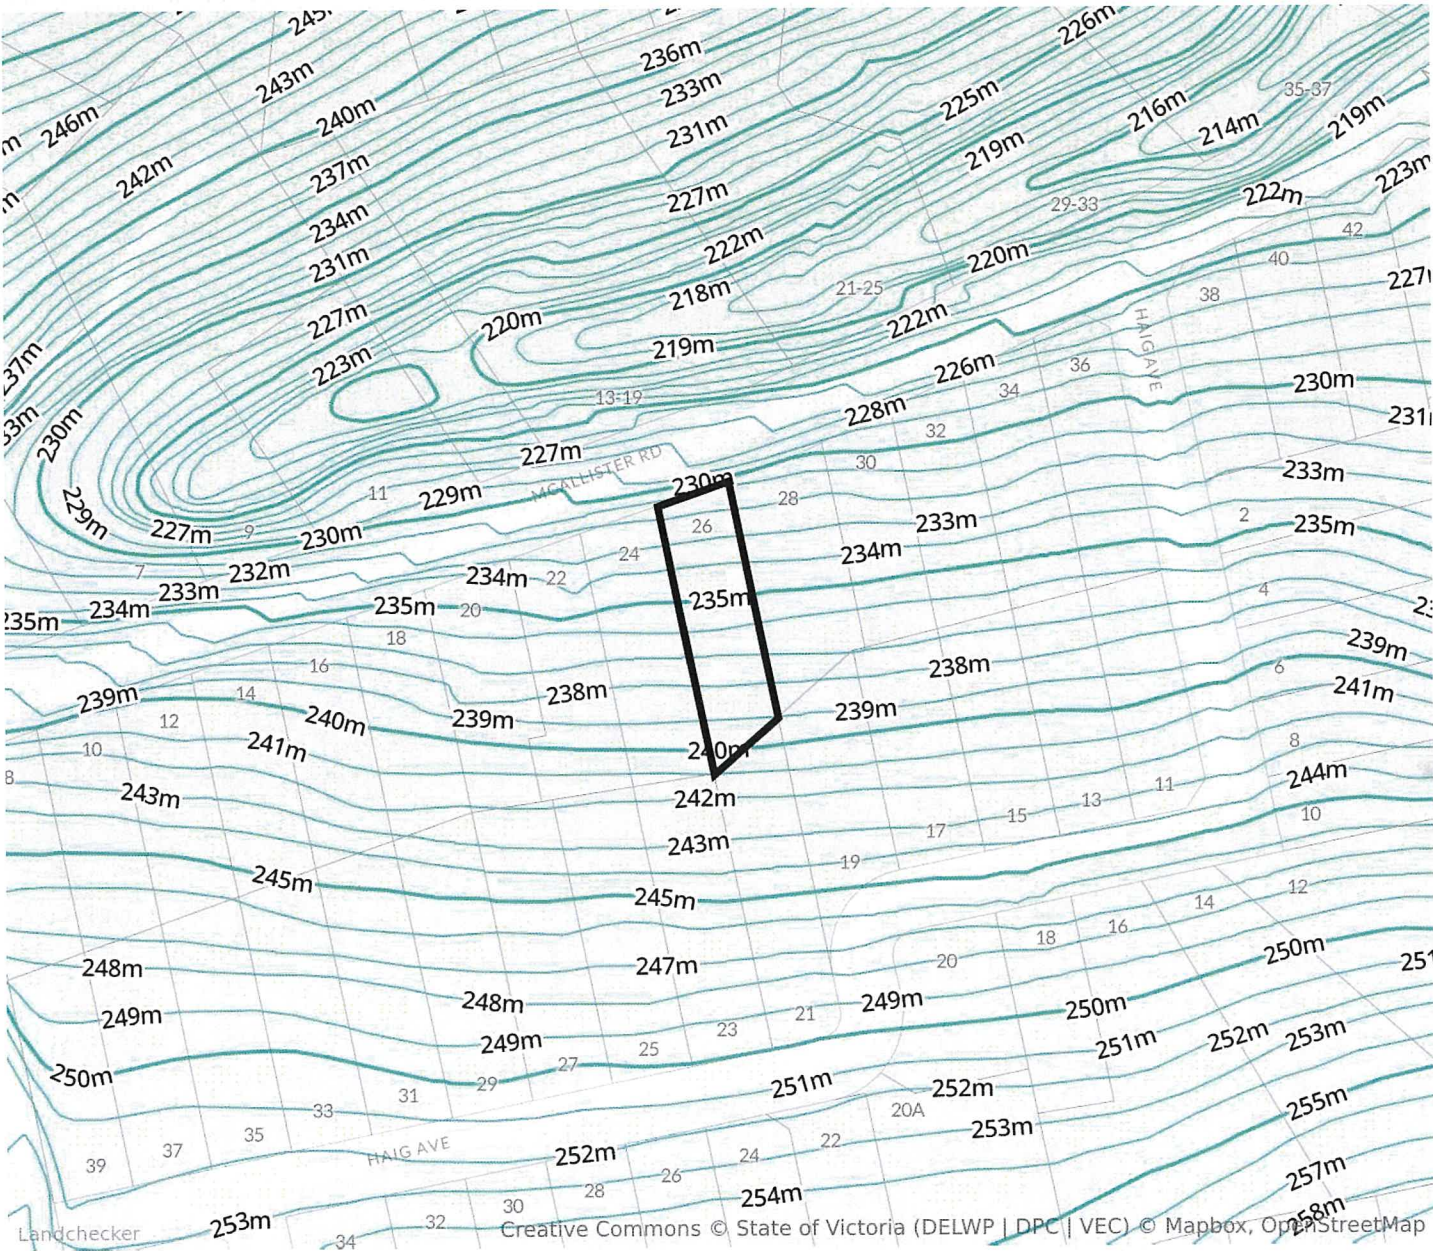 245
236m
226m
243m
233m
35-37
246m
240m
225m
216m
231m
214m
219m
242m
237m
219m
223m
227m
222m
29-33
234m
222m
42
231m
220m
40
218m
21-25
38
227
227m
220m
222m
HAIG AVE
237m
219m
223m
226m
36
34
230m
13-19
228m
231
230m
32
227m
MCALLISTER RD
30
233m
230m
11
229m
28
229m
26
233m
2
235m
227m
9
230m
24
234m
7
232m
234m
22
4
233m
235m
234m
235m
20
235m
18
239m
16
238m
6
14
238m
241m
239m
12
240m
239m
239m
10
241m
240m
8
8
243m
242m
11
244m
13
15
10
17
243m
19
245m
245m
12
14
16
18
250m
248m
247m
20
251
248m
249m
250m
249m
21
23
249m
251m
252m
253m
25
27
250m
29
251m
252m
31
33
20A
255m
35
253m
22
HAIG AVE
252m
24
37
39
26
257m
28
254m
30
258m
32
253m
34
Landchecker
Creative Commons © State of Victoria (DELWP | DPC | VEC) © Mapbox, OpenStreetMap